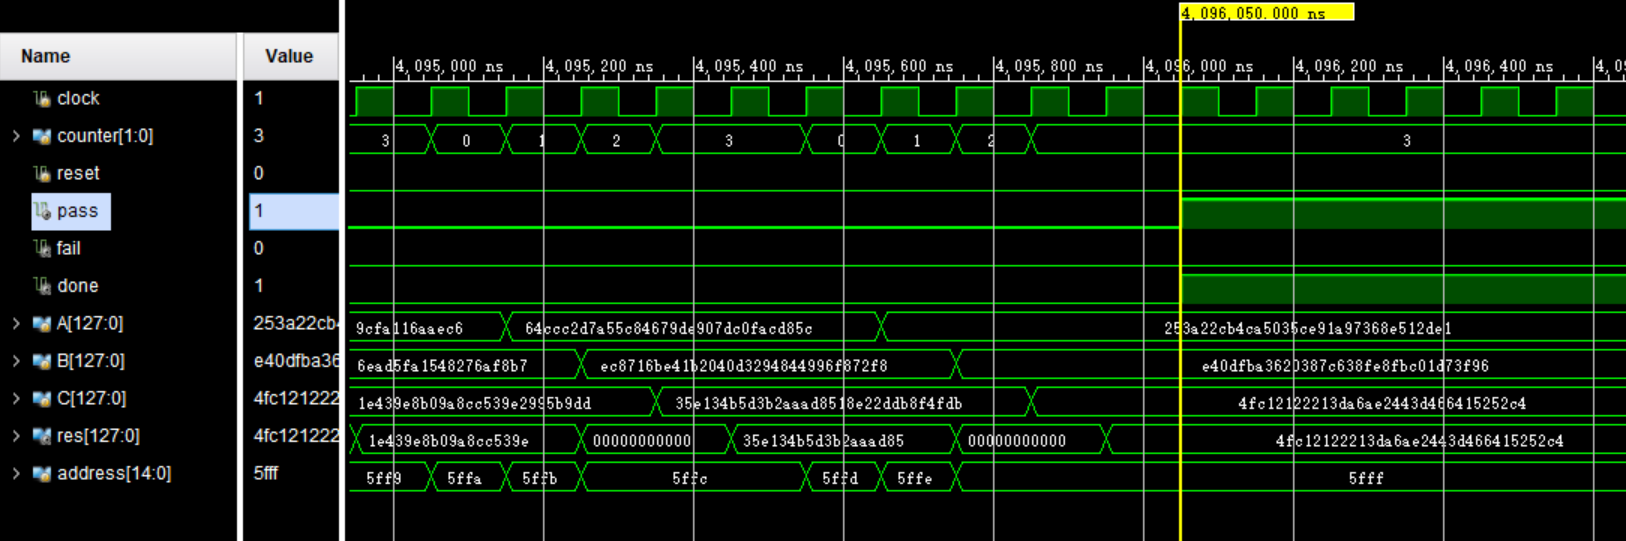 4,096,050.000 ns
Name Value
4,095,000 ns 4,095,200 ns 4,095,400 ns 4,095,600 ns 4,095,800 ns 4,096,000 ns 4,096,200 ns 4,096,400 ns
clock 1
counter[1:0] 3 3 0 1 2 3 0 1 2 3
reset 0
pass 1
fail 0
done 1
A[127:0] 253a22cb4 9cfa116aaec6 64ccc2d7a55c84679de907dc0facd85c 253a22cb4ca5035ce91a97368e512de1
B[127:0] e40dfba36 6ead5fa1548276af8b7 ec8716be41b2040d3294844996f872f8 e40dfba3620387c638fe8fbc01d73f96
C[127:0] 4fc121222 1e439e8b09a8cc539e2995b9dd 35e134b5d3b2aaad8518e22ddb8f4fdb 4fc12122213da6ae2443d466415252c4
res[127:0] 4fc121222 1e439e8b09a8cc539e 00000000000 35e134b5d3b2aaad85 00000000000 4fc12122213da6ae2443d466415252c4
address[14:0] 5fff 5ff9 5ffa 5ffb 5ffc 5ffd 5ffe 5fff